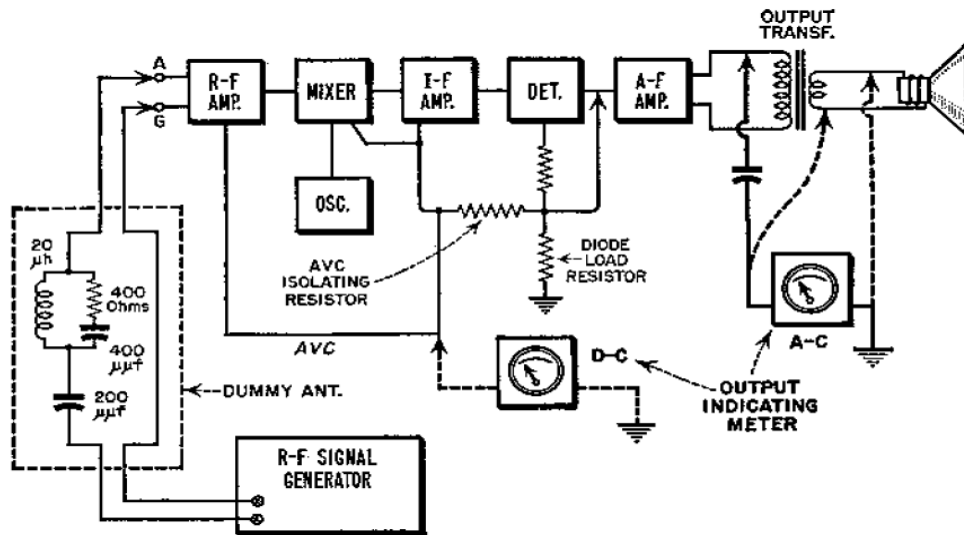 OUTPUT
TRANSF.
A
G
R-F
AMP.
MIXER
I-F
AMP.
DET.
A-F
AMP.
OSC.
20
μh
400
Ohms
400
μμf
200
μμf
AVC
ISOLATING
RESISTOR
DIODE
LOAD
RESISTOR
AVC
D-C
A-C
OUTPUT
INDICATING
METER
DUMMY ANT.
R-F SIGNAL
GENERATOR